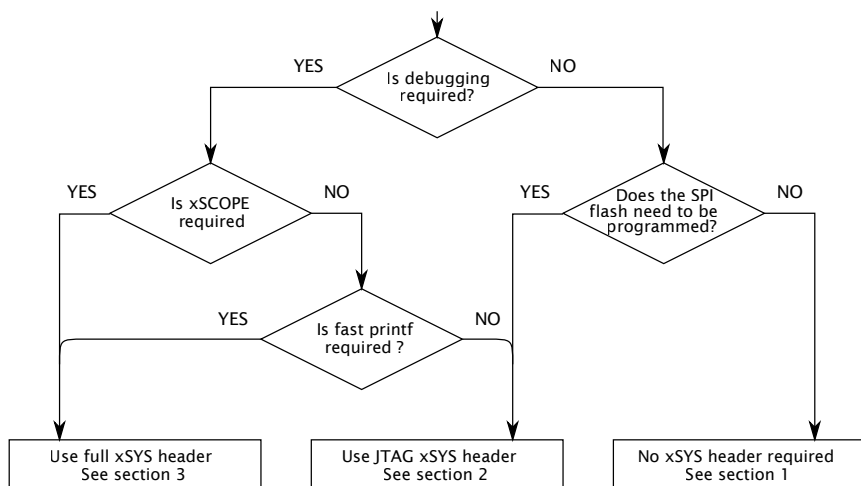 YES
Is debugging
required?
NO
YES
Is xSCOPE
required
NO
YES
Does the SPI
flash need to be
programmed?
NO
YES
Is fast printf
required ?
NO
Use full xSYS header
See section 3
Use JTAG xSYS header
See section 2
No xSYS header required
See section 1